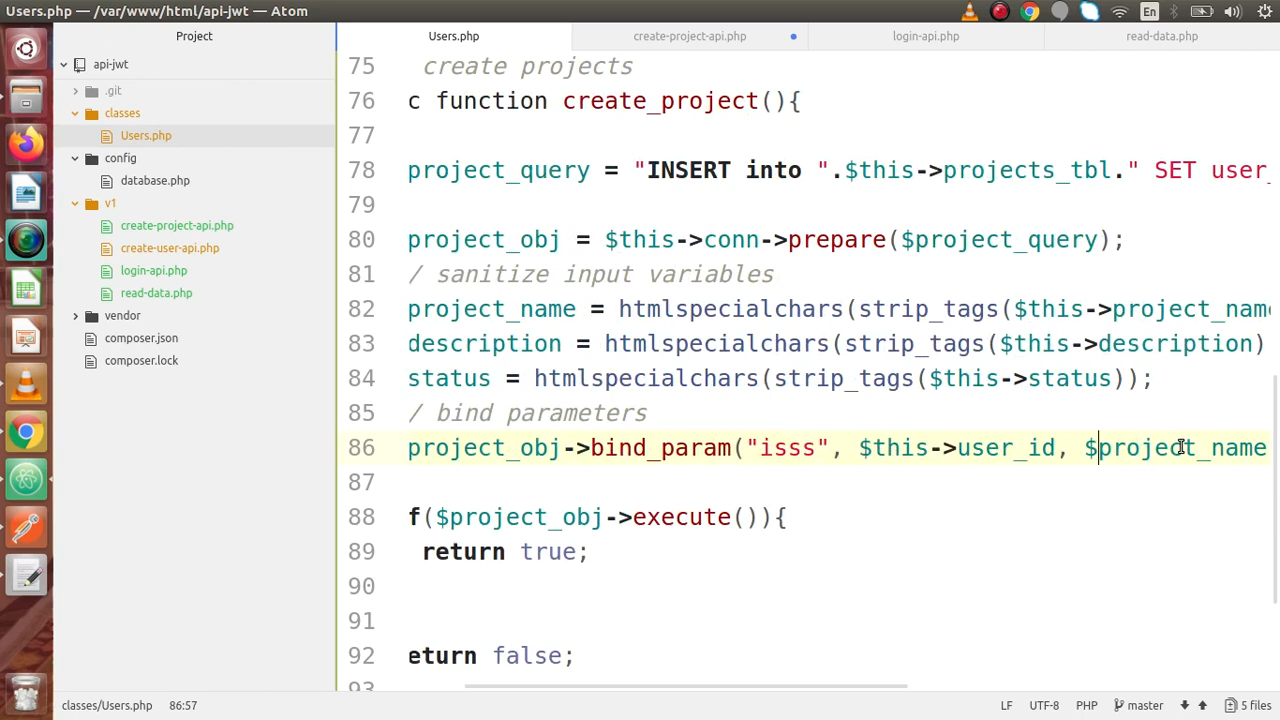 Users.php — /var/www/html/api-jwt — Atom
En
Project
Users.php
create-project-api.php
login-api.php
read-data.php
api-jwt
.git
classes
Users.php
config
database.php
v1
create-project-api.php
create-user-api.php
login-api.php
read-data.php
vendor
composer.json
composer.lock
75 create projects
76 c function create_project(){
77
78 project_query = "INSERT into ".$this->projects_tbl." SET user_
79
80 project_obj = $this->conn->prepare($project_query);
81 / sanitize input variables
82 project_name = htmlspecialchars(strip_tags($this->project_name
83 description = htmlspecialchars(strip_tags($this->description)
84 status = htmlspecialchars(strip_tags($this->status));
85 / bind parameters
86 project_obj->bind_param("isss", $this->user_id, $project_name
87
88 f($project_obj->execute()){
89 return true;
90
91
92 eturn false;
93
classes/Users.php 86:57
LF UTF-8 PHP master 5 files